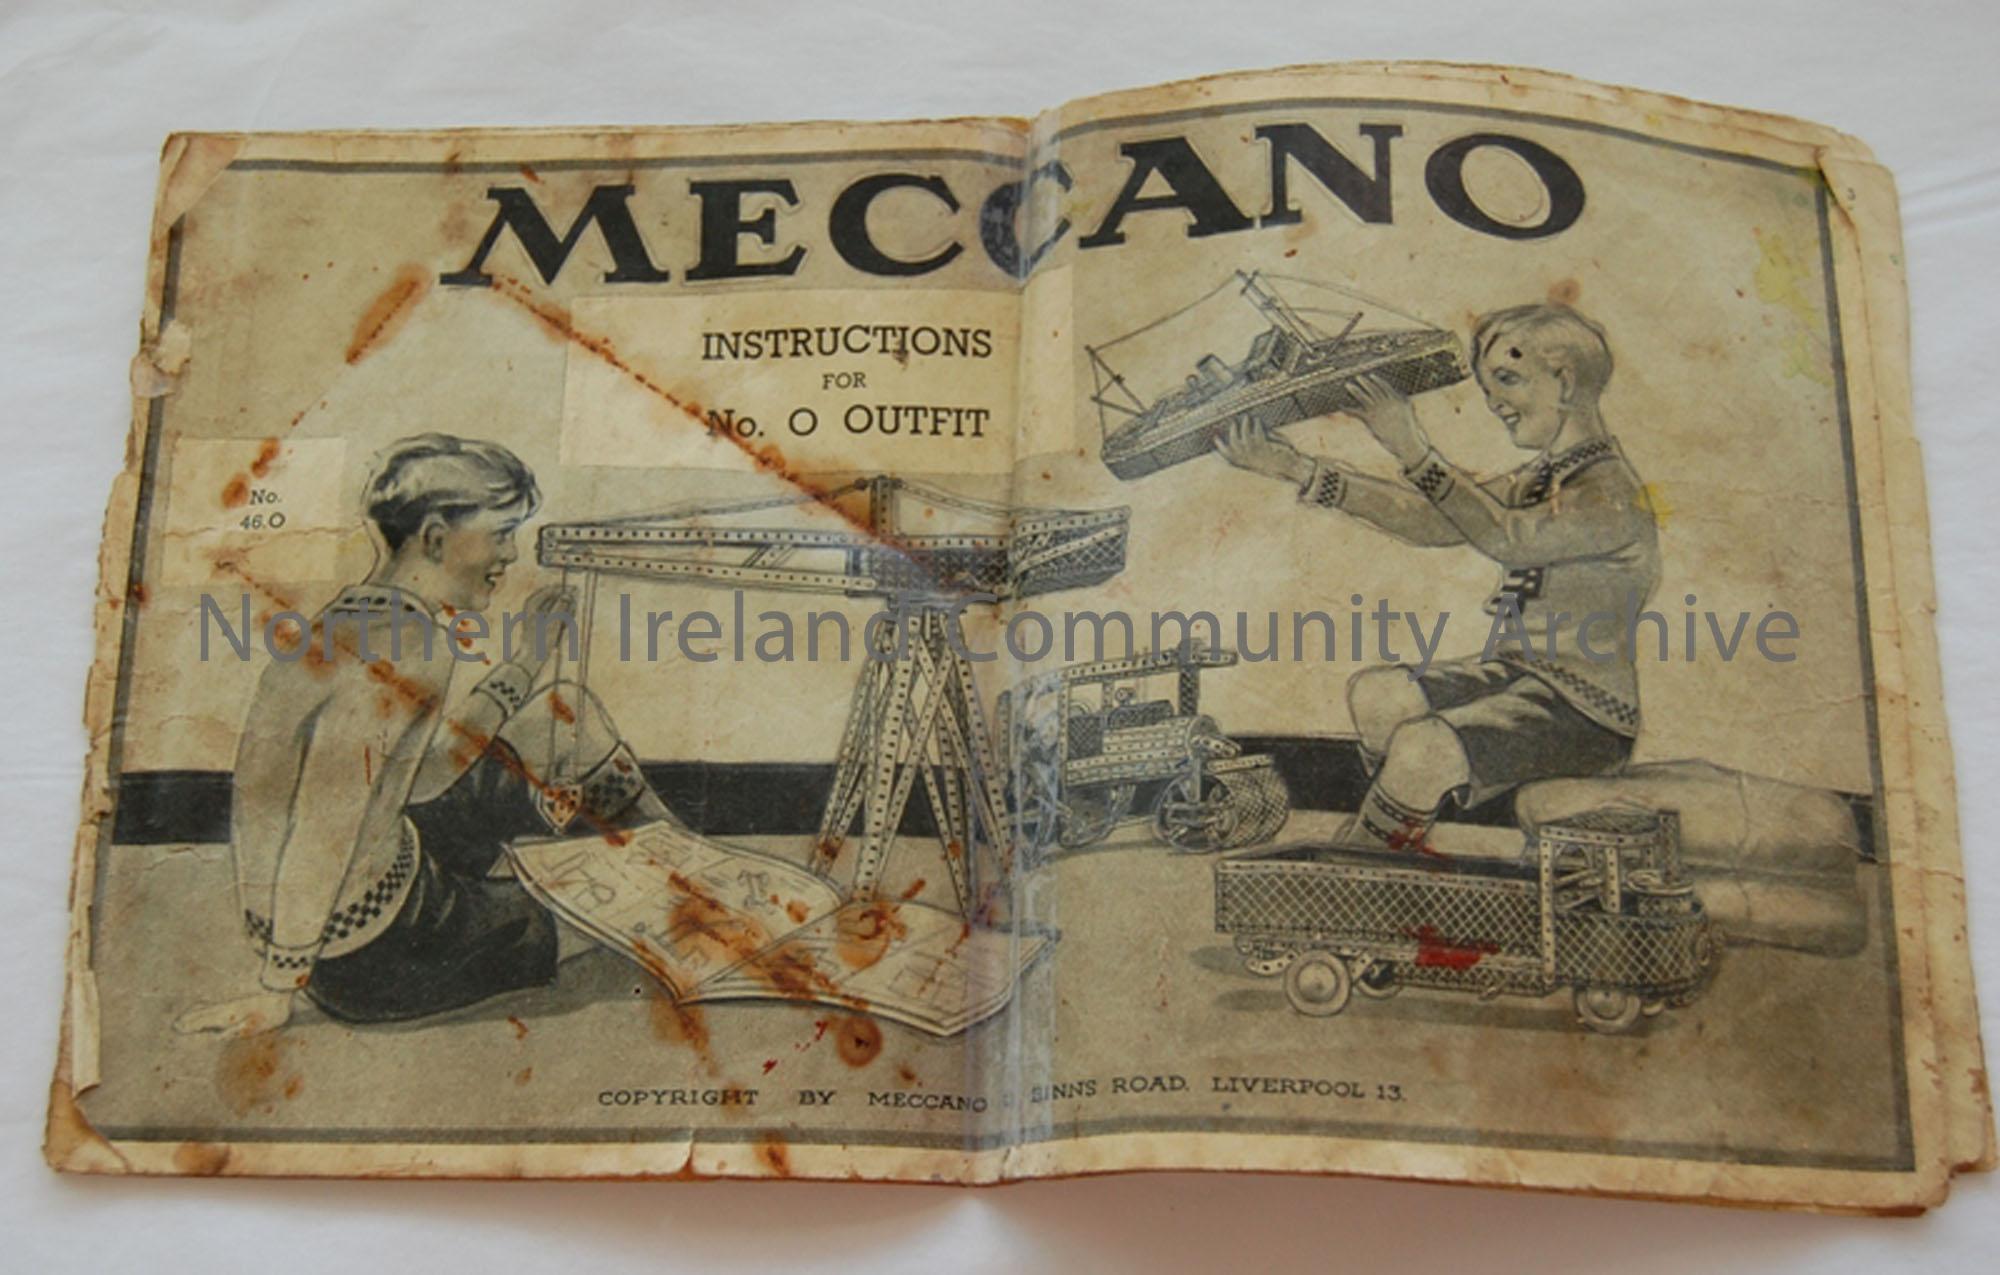 MECCANO
INSTRUCTIONS
FOR
No. O OUTFIT
No.
46.O
Northern Ireland Community Archive
COPYRIGHT BY MECCANO BINNS ROAD. LIVERPOOL 13.